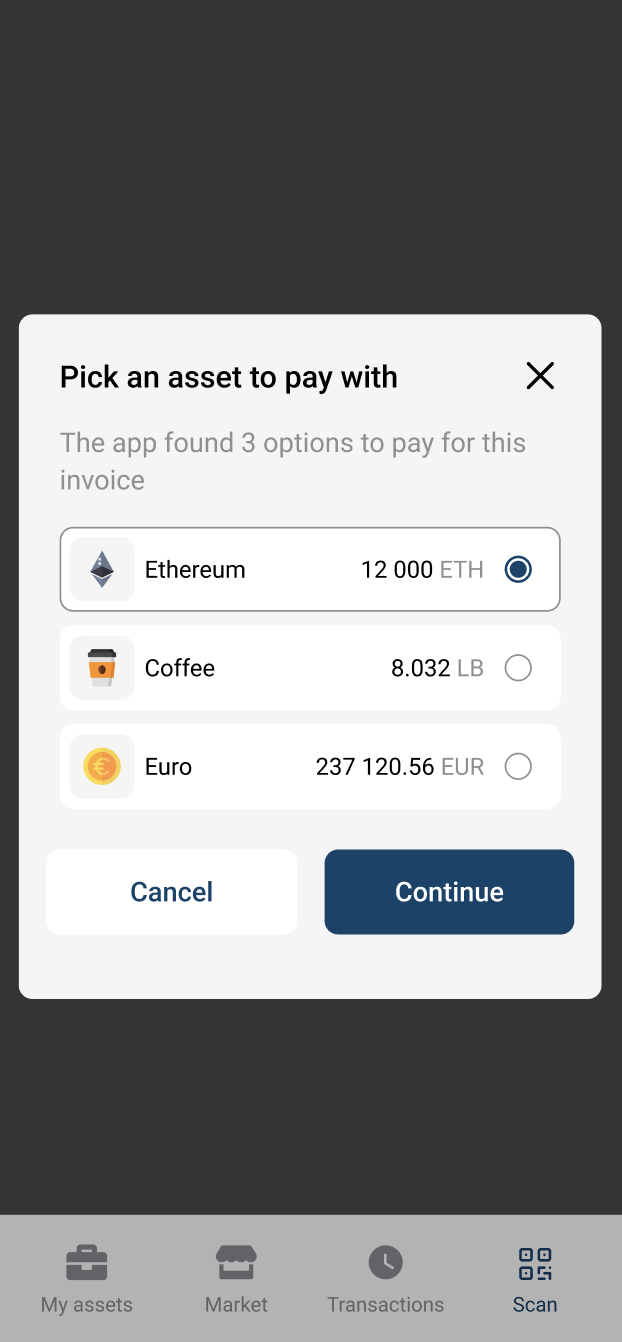 Pick an asset to pay with
The app found 3 options to pay for this
invoice
Ethereum 12 000 ETH
Coffee 8.032 LB
Euro 237 120.56 EUR
Cancel Continue
My assets Market Transactions Scan